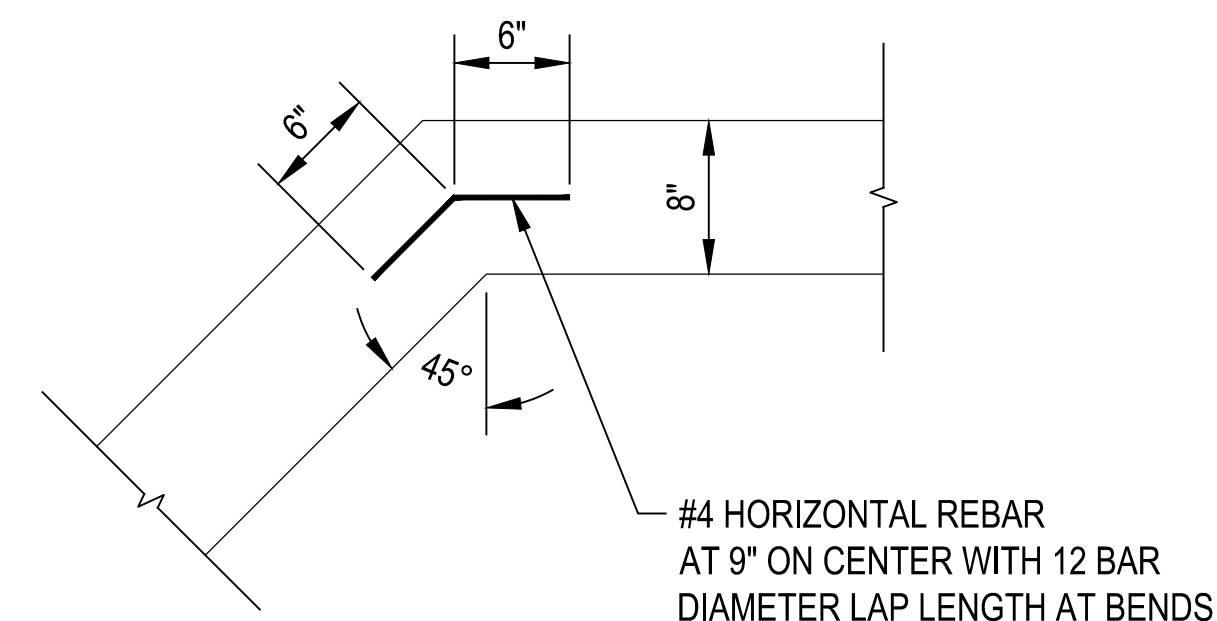 6"
6"
8"
45°
#4 HORIZONTAL REBAR
AT 9" ON CENTER WITH 12 BAR
DIAMETER LAP LENGTH AT BENDS